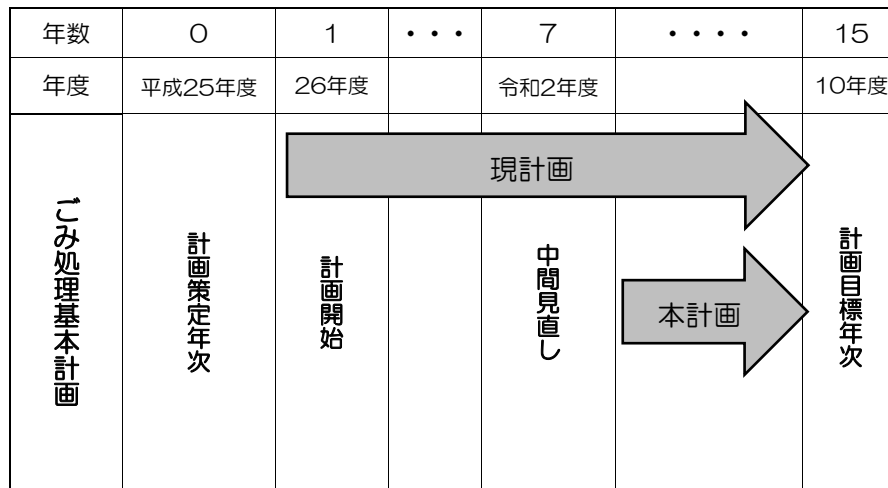 年数 0 1 ・・・ 7 ・・・・ 15
年度 平成25年度 26年度 令和2年度 10年度
ごみ処理基本計画
計画策定年次
計画開始
現計画
中間見直し
本計画
計画目標年次